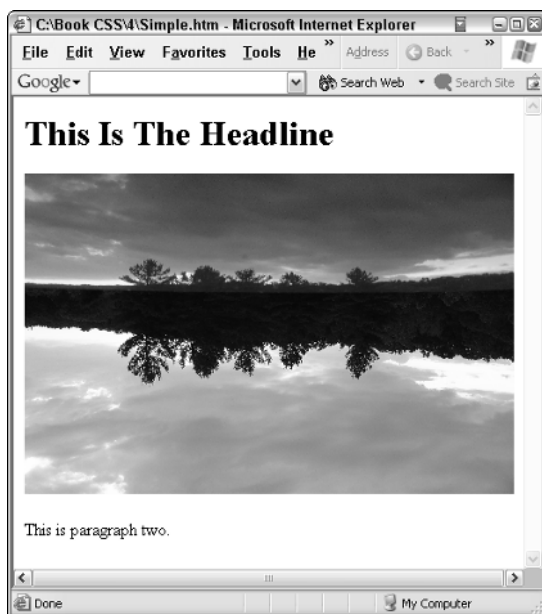 C:\Book CSS\4\Simple.htm - Microsoft Internet Explorer
File Edit View Favorites Tools He » Address Back »
Google Search Web Search Site
This Is The Headline
This is paragraph two.
Done My Computer